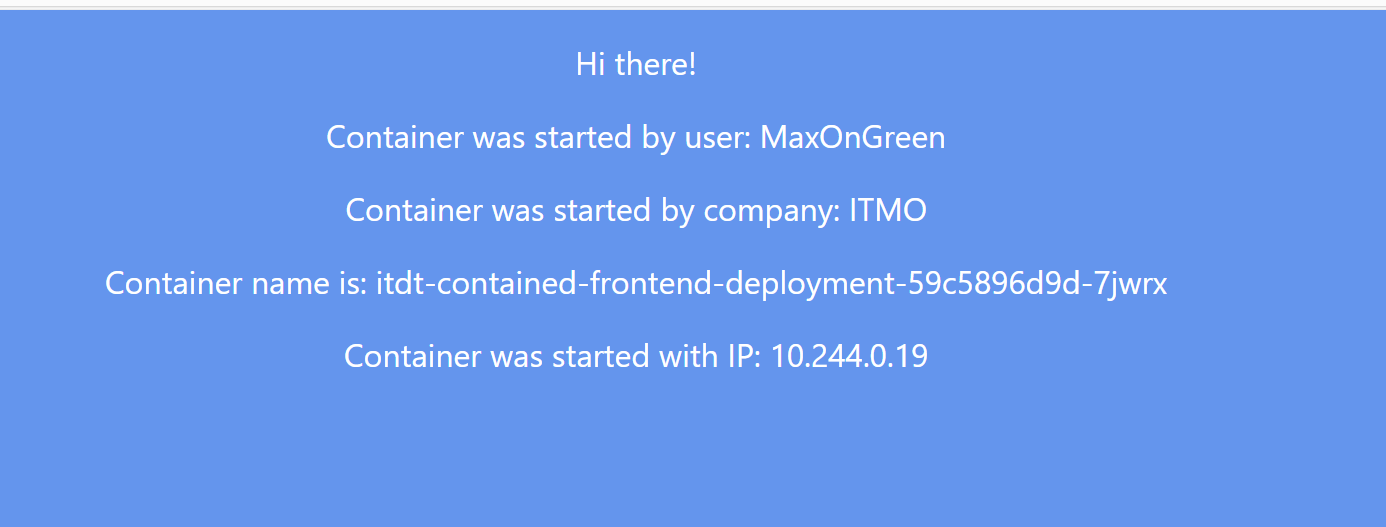 Hi there!
Container was started by user: MaxOnGreen
Container was started by company: ITMO
Container name is: itdt-contained-frontend-deployment-59c5896d9d-7jwrx
Container was started with IP: 10.244.0.19